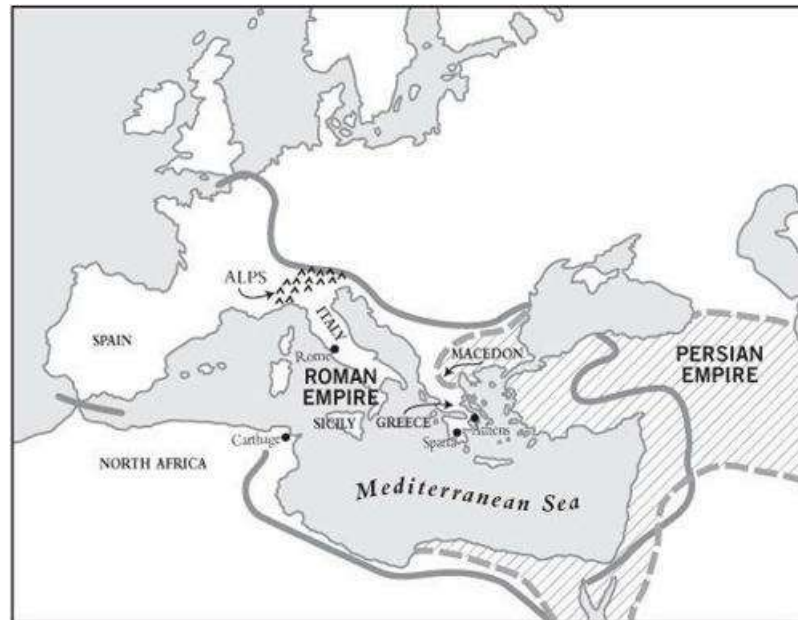 ALPS
ITALY
SPAIN
Rome
ROMAN
EMPIRE
MACEDON
PERSIAN
EMPIRE
SICILY
GREECE
Athens
Sparta
Carthage
NORTH AFRICA
Mediterranean Sea